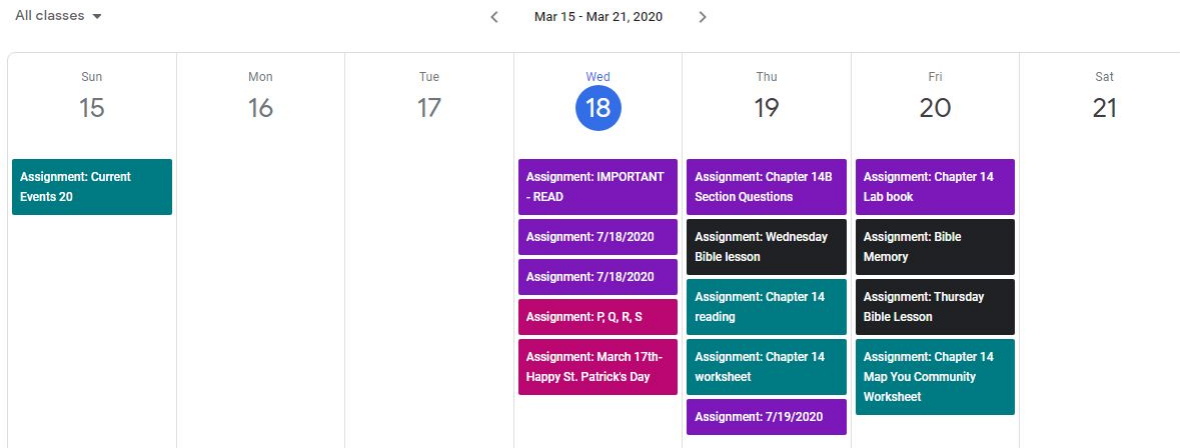 All classes
Mar 15 - Mar 21, 2020
Sun
15
Mon
16
Tue
17
Wed
18
Thu
19
Fri
20
Sat
21
Assignment: Current
Events 20
Assignment: IMPORTANT
- READ
Assignment: 7/18/2020
Assignment: 7/18/2020
Assignment: P, Q, R, S
Assignment: March 17th-
Happy St. Patrick's Day
Assignment: Chapter 14B
Section Questions
Assignment: Wednesday
Bible lesson
Assignment: Chapter 14
reading
Assignment: Chapter 14
worksheet
Assignment: 7/19/2020
Assignment: Chapter 14
Lab book
Assignment: Bible
Memory
Assignment: Thursday
Bible Lesson
Assignment: Chapter 14
Map You Community
Worksheet